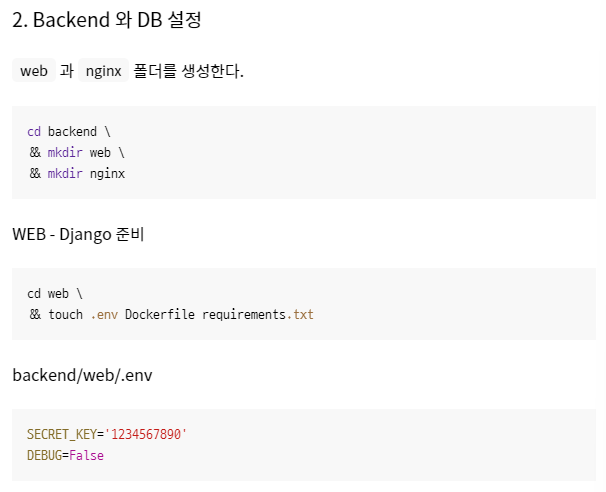 2. Backend 와 DB 설정
web 과 nginx 폴더를 생성한다.
cd backend \
&& mkdir web \
&& mkdir nginx
WEB - Django 준비
cd web \
&& touch .env Dockerfile requirements.txt
backend/web/.env
SECRET_KEY='1234567890'
DEBUG=False